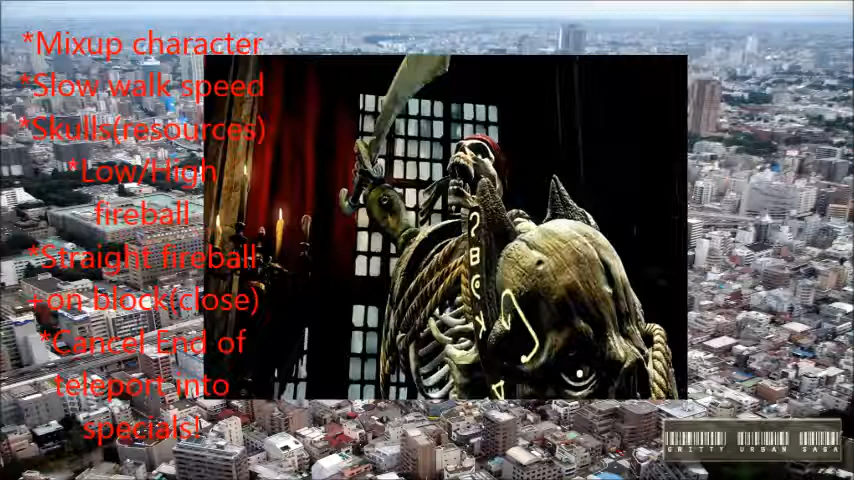 *Mixup character
*Slow walk speed
*Skulls(resources)
*Low/High
fireball
*Straight fireball
+on block(close)
*Cancel End of
teleport into
specials!
GRITTY URBAN SAGA